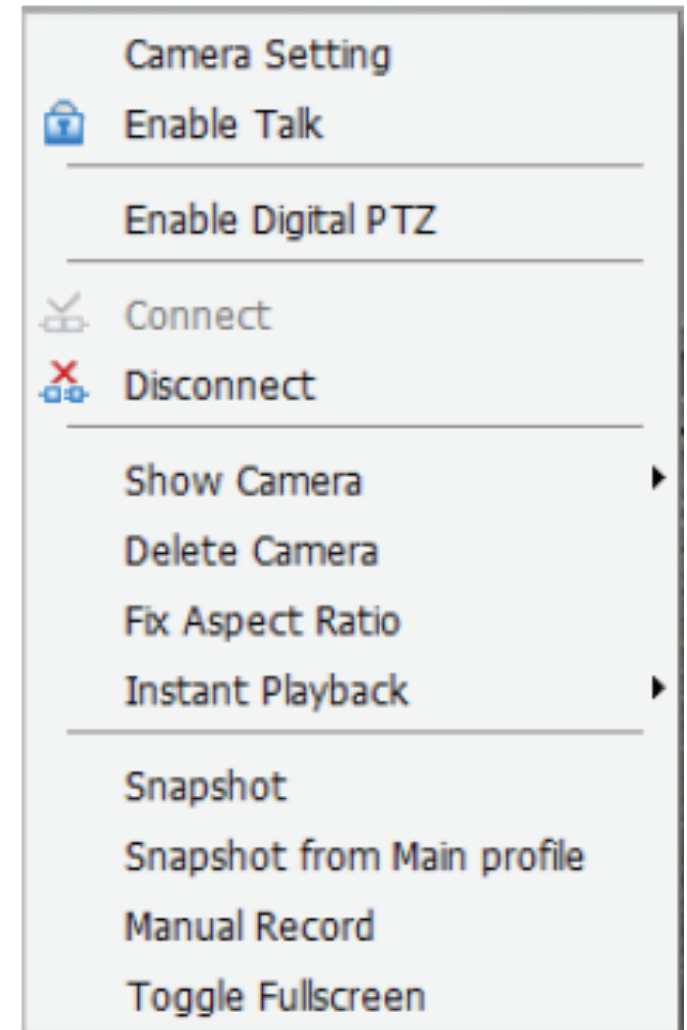 Camera Setting
Enable Talk
Enable Digital PTZ
Connect
Disconnect
Show Camera
Delete Camera
Fix Aspect Ratio
Instant Playback
Snapshot
Snapshot from Main profile
Manual Record
Toggle Fullscreen